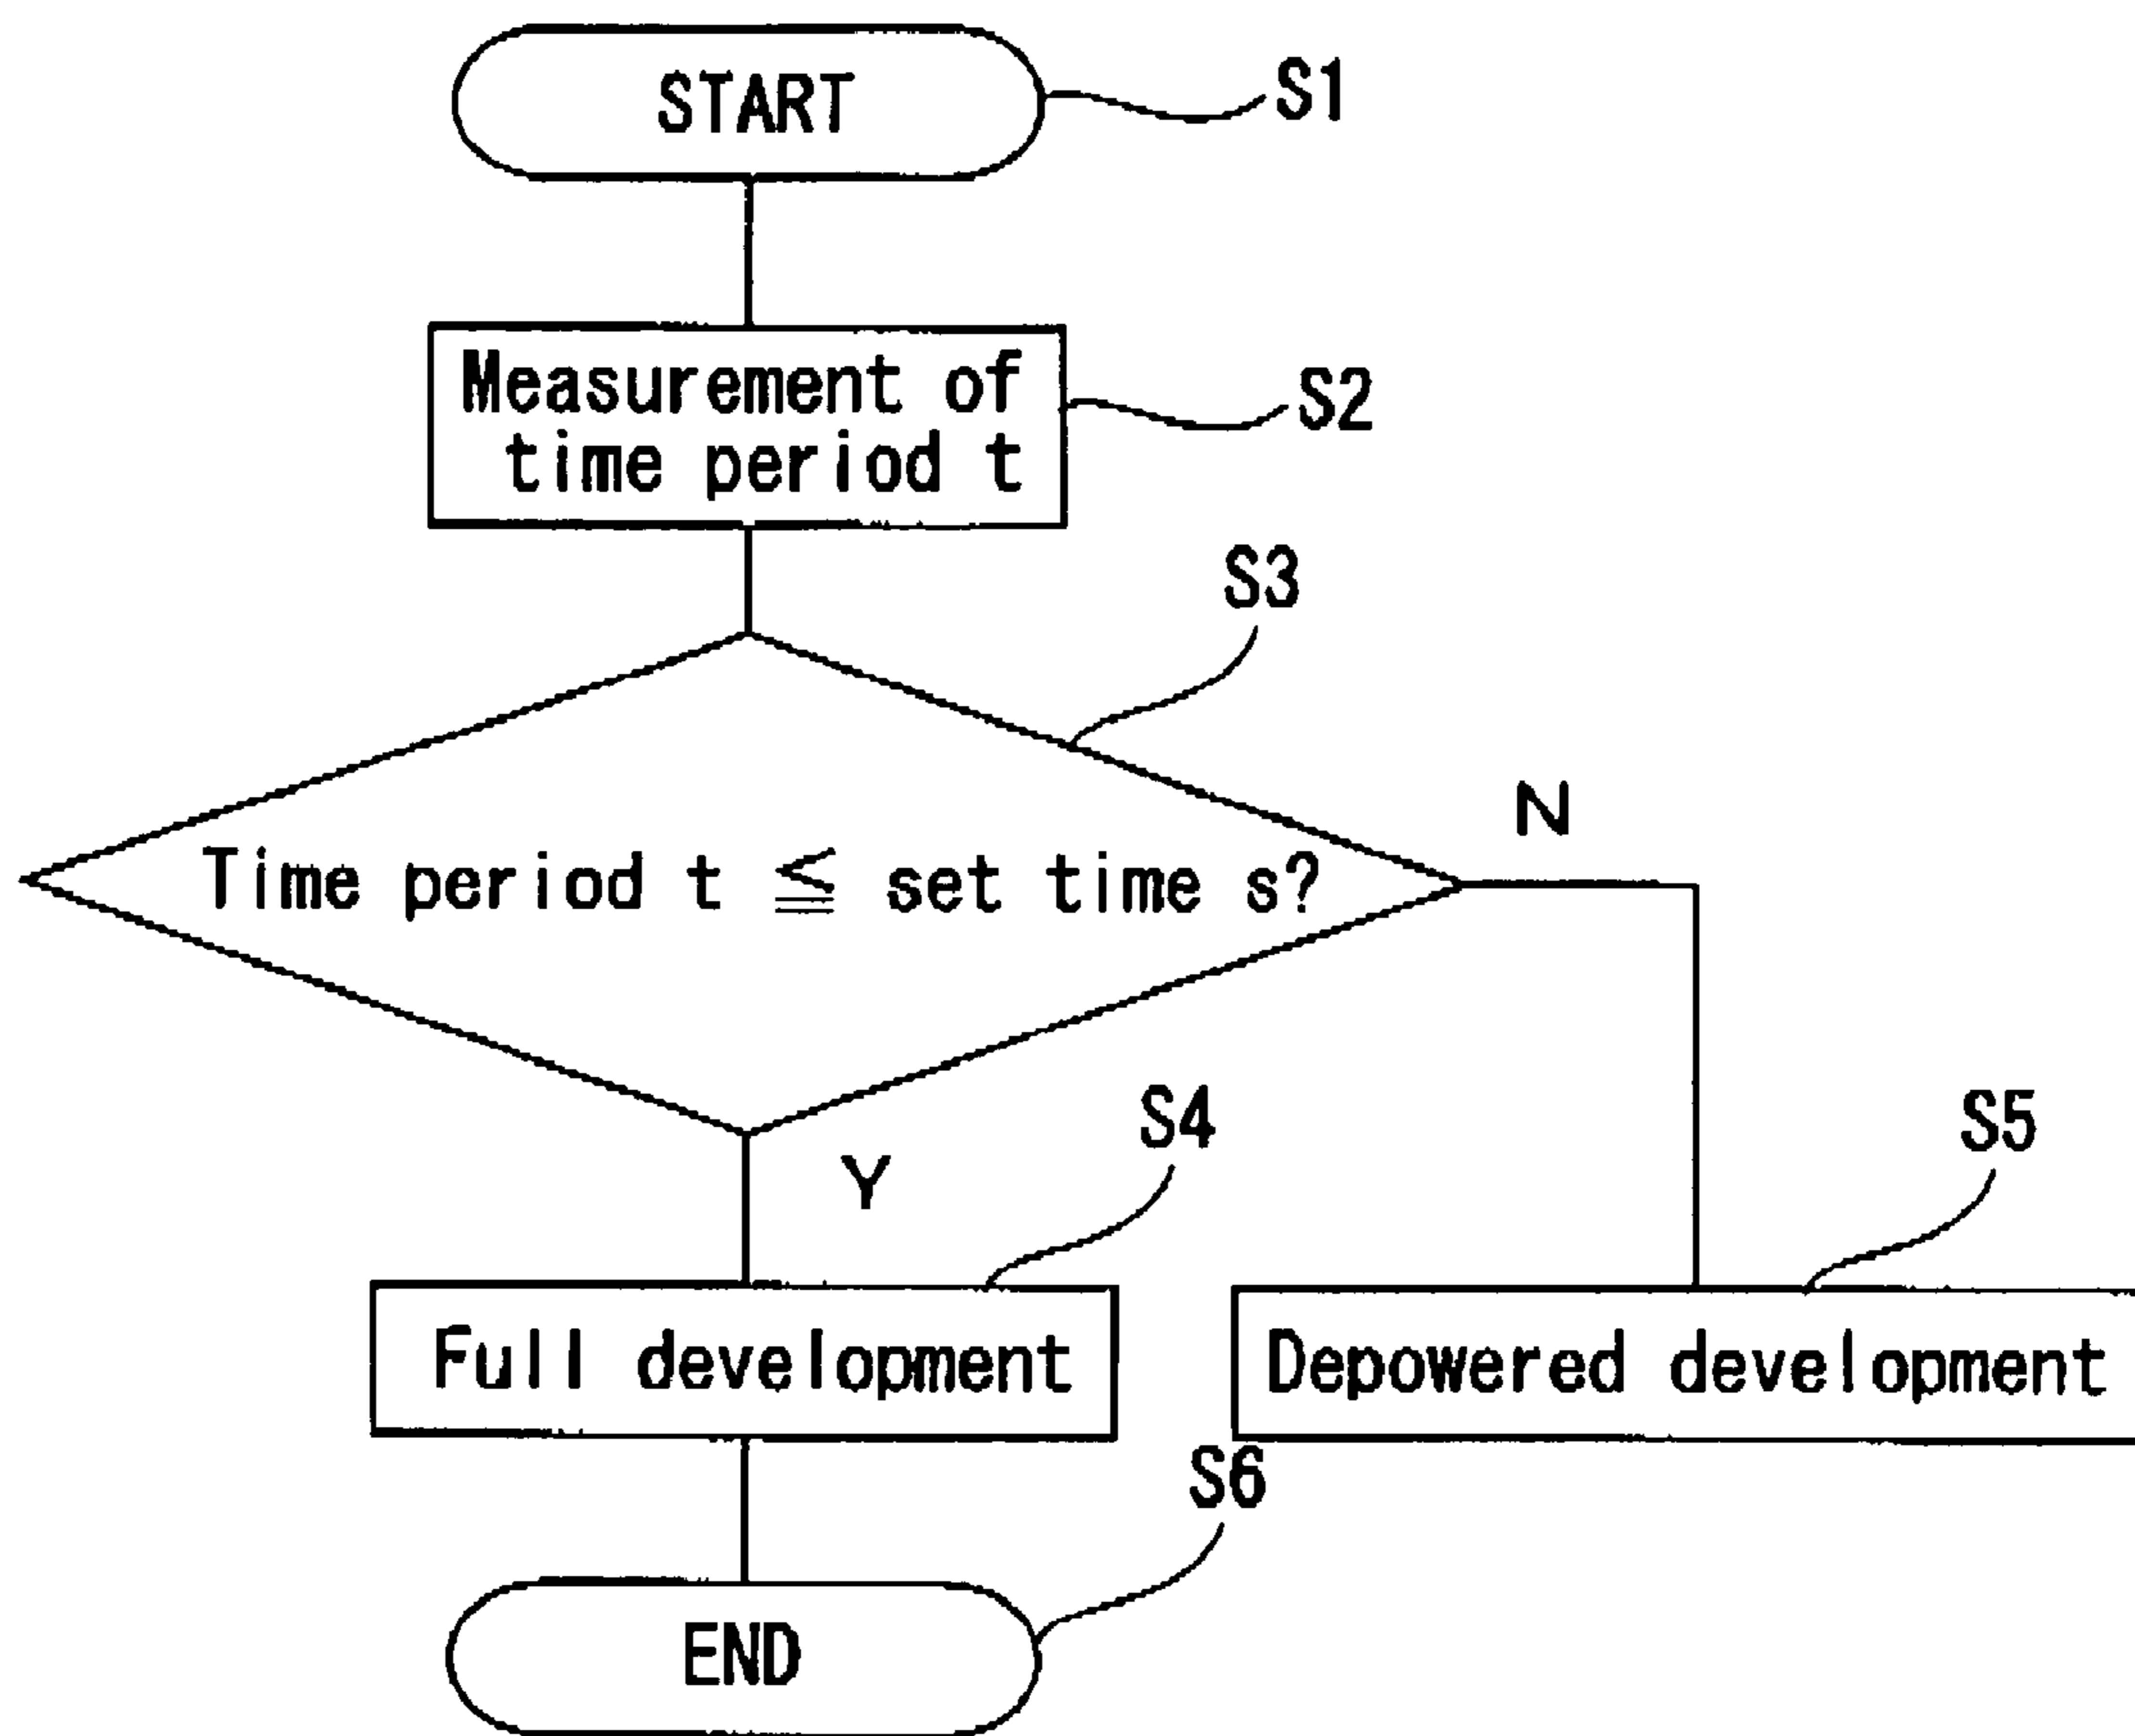 START
S1
Measurement of
time period t
S2
S3
Time period t ≦ set time s?
N
Y
S4
S5
Full development
Depowered development
S6
END